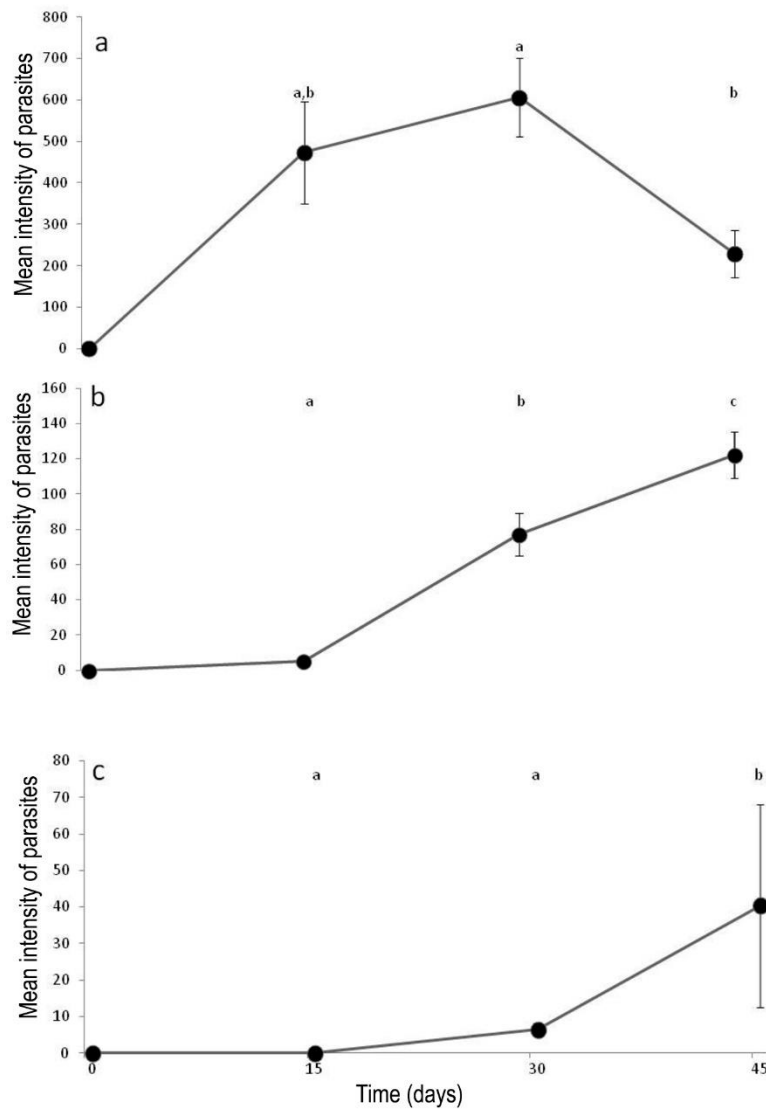 a
Mean intensity of parasites
800
700
600
500
400
300
200
100
0
a,b
a
b
b
Mean intensity of parasites
160
140
120
100
80
60
40
20
0
a
b
c
c
Mean intensity of parasites
80
70
60
50
40
30
20
10
0
a
a
b
0 15 30 45
Time (days)